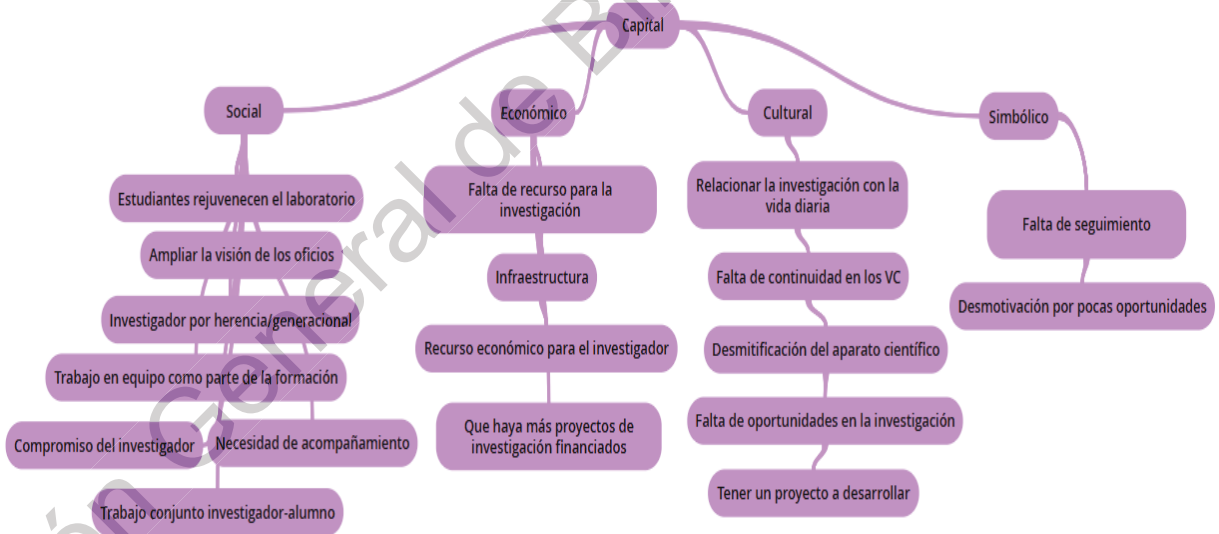 Capital
Social
Económico
Cultural
Simbólico
Estudiantes rejuvenecen el laboratorio
Ampliar la visión de los oficios
Investigador por herencia/generacional
Trabajo en equipo como parte de la formación
Compromiso del investigador
Necesidad de acompañamiento
Trabajo conjunto investigador-alumno
Falta de recurso para la
investigación
Infraestructura
Recurso económico para el investigador
Que haya más proyectos de
investigación financiados
Relacionar la investigación con la
vida diaria
Falta de continuidad en los VC
Desmitificación del aparato científico
Falta de oportunidades en la investigación
Tener un proyecto a desarrollar
Falta de seguimiento
Desmotivación por pocas oportunidades
General de